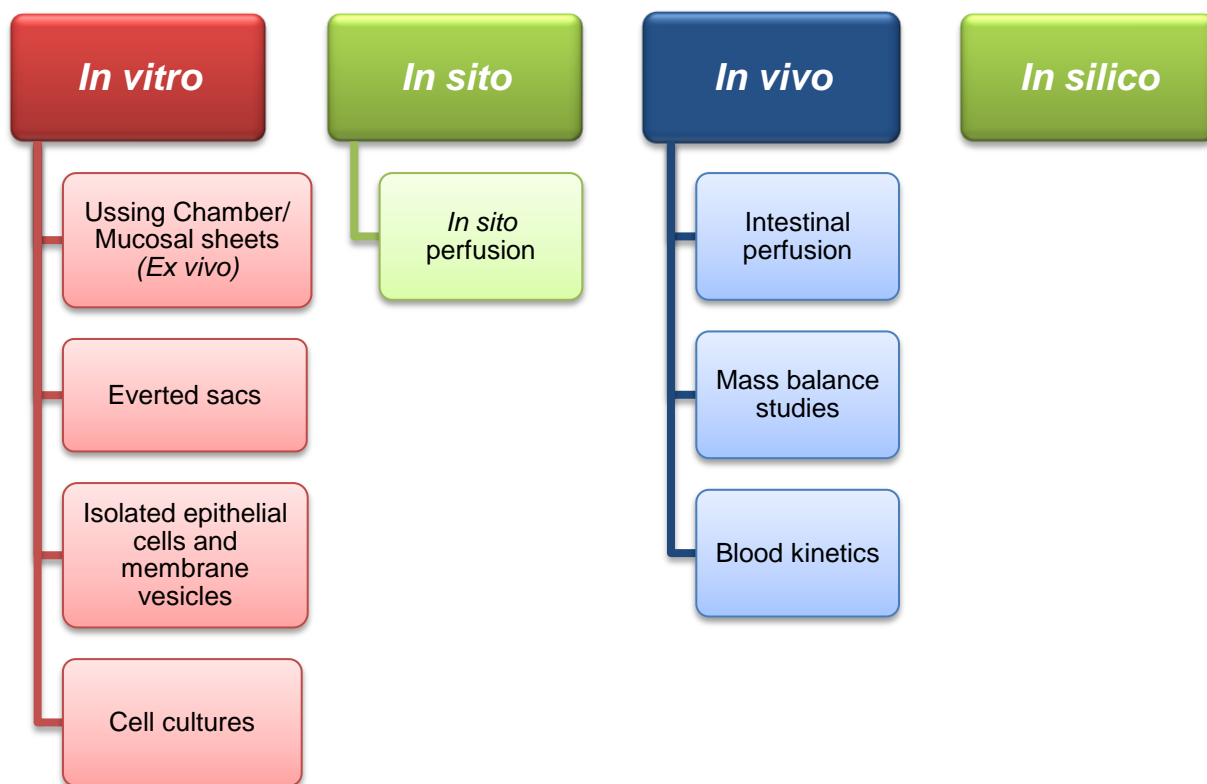 In vitro
Ussing Chamber/
Mucosal sheets
(Ex vivo)
Everted sacs
Isolated epithelial
cells and
membrane
vesicles
Cell cultures
In sito
In sito
perfusion
In vivo
Intestinal
perfusion
Mass balance
studies
Blood kinetics
In silico